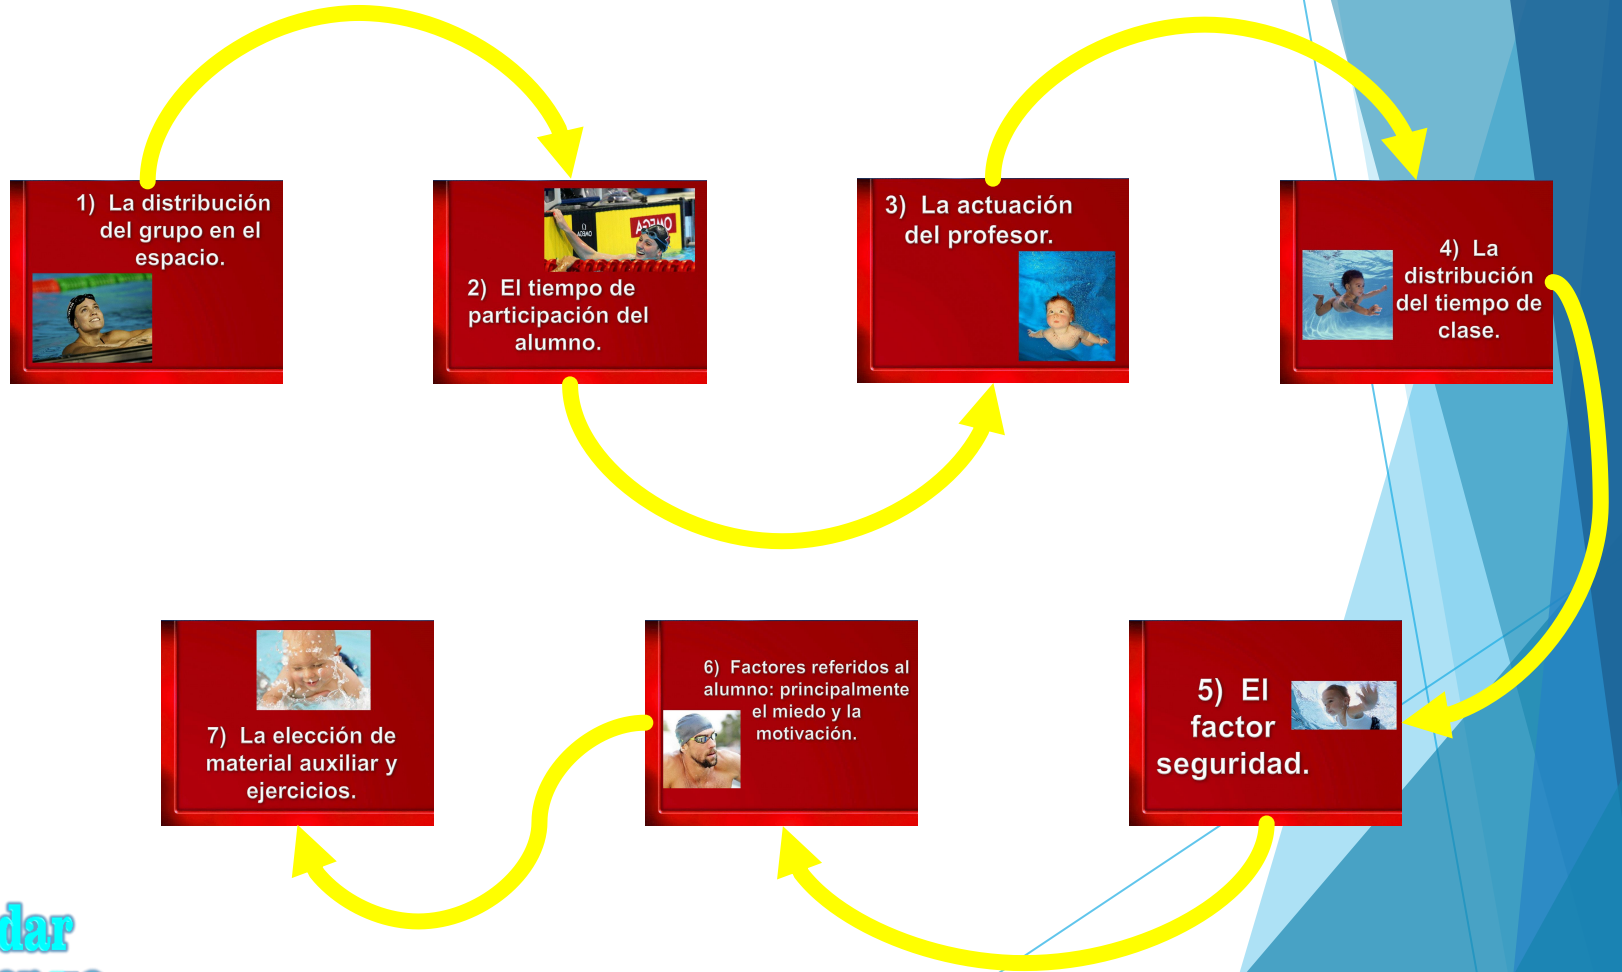 1) La distribución
del grupo en el
espacio.
OMEGA
OMEGA
2) El tiempo de
participación del
alumno.
3) La actuación
del profesor.
4) La
distribución
del tiempo de
clase.
5) El
factor
seguridad.
6) Factores referidos al
alumno: principalmente
el miedo y la
motivación.
7) La elección de
material auxiliar y
ejercicios.
dar